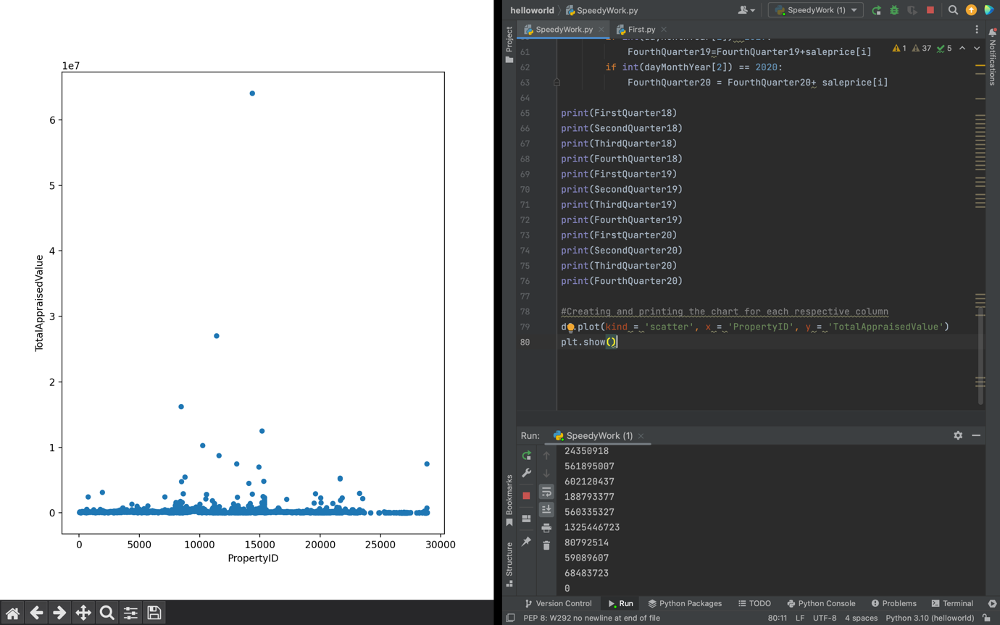 1e7
6
5
4
3
2
1
0
TotalAppraisedValue
0 5000 10000 15000 20000 25000 30000
PropertyID
helloworld SpeedyWork.py
SpeedyWork (1)
SpeedyWork.py First.py
1 37 5
Project
Notifications
61 FourthQuarter19=FourthQuarter19+saleprice[i]
62 if int(dayMonthYear[2]) == 2020:
63 FourthQuarter20 = FourthQuarter20+ saleprice[i]
64
65 print(FirstQuarter18)
66 print(SecondQuarter18)
67 print(ThirdQuarter18)
68 print(FourthQuarter18)
69 print(FirstQuarter19)
70 print(SecondQuarter19)
71 print(ThirdQuarter19)
72 print(FourthQuarter19)
73 print(FirstQuarter20)
74 print(SecondQuarter20)
75 print(ThirdQuarter20)
76 print(FourthQuarter20)
77
78 #Creating and printing the chart for each respective column
79 d.plot(kind = 'scatter', x = 'PropertyID', y = 'TotalAppraisedValue')
80 plt.show()
Run: SpeedyWork (1)
24350918
561895007
602120437
188793377
560335327
1325446723
80792514
59089607
68483723
0
Bookmarks
Structure
Version Control Run Python Packages TODO Python Console Problems Terminal
PEP 8: W292 no newline at end of file 80:11 LF UTF-8 4 spaces Python 3.10 (helloworld)